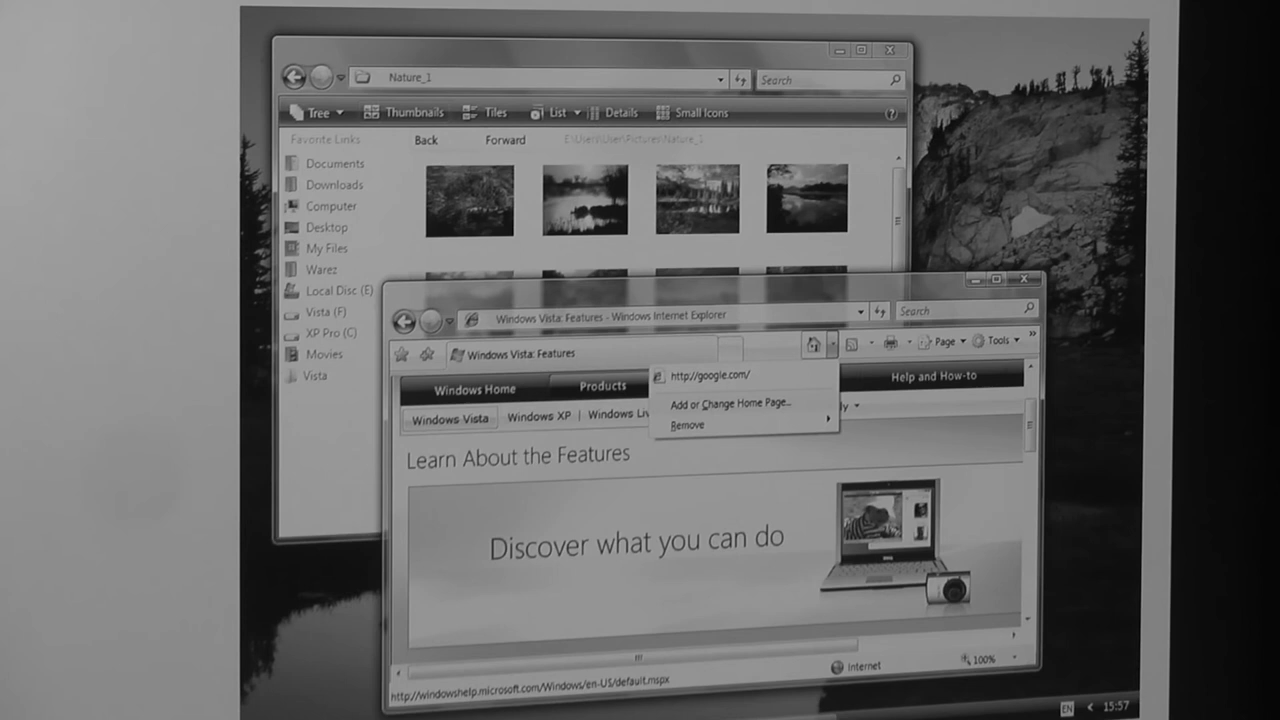 Nature_1
Search
Tree
Thumbnails
Tiles
List
Details
Small Icons
Favorite Links
Back
Forward
E:\Users\User\Pictures\Nature_1
Documents
Downloads
Computer
Desktop
My Files
Warez
Local Disc (E)
Vista (F)
XP Pro (C)
Movies
Vista
Windows Vista: Features - Windows Internet Explorer
Search
Windows Vista: Features
Page
Tools
http://google.com/
Add or Change Home Page...
Remove
Windows Home
Products
Help and How-to
Windows Vista
Windows XP |
Learn About the Features
Discover what you can do
Internet
100%
http://windowshelp.microsoft.com/Windows/en-US/default.mspx
EN
15:57